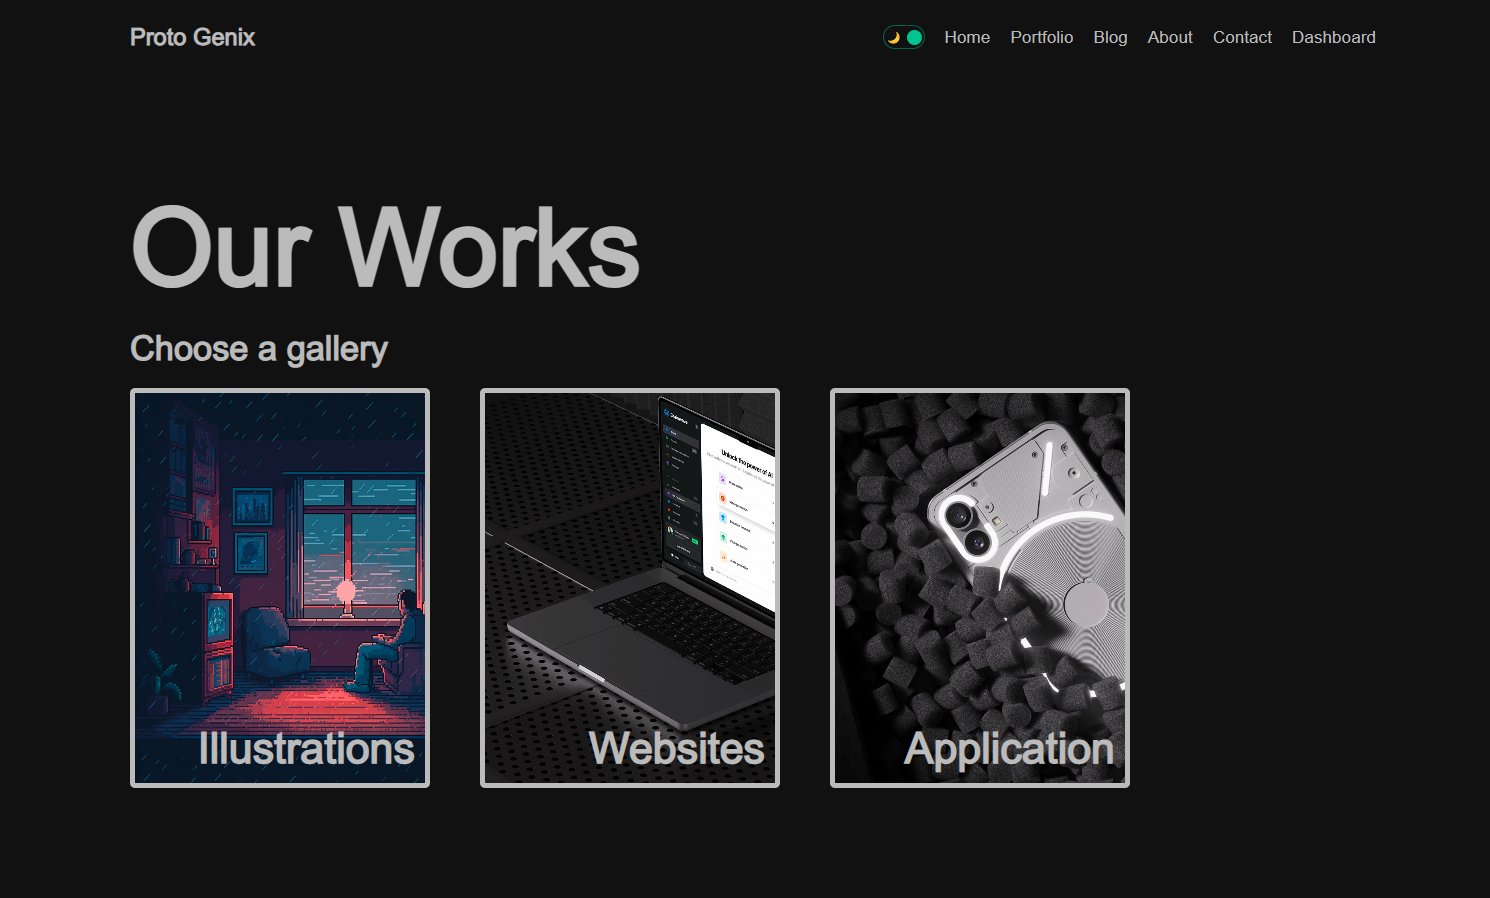 Proto Genix
Home Portfolio Blog About Contact Dashboard
Our Works
Choose a gallery
Unlock the power of AI
Illustrations
Websites
Application